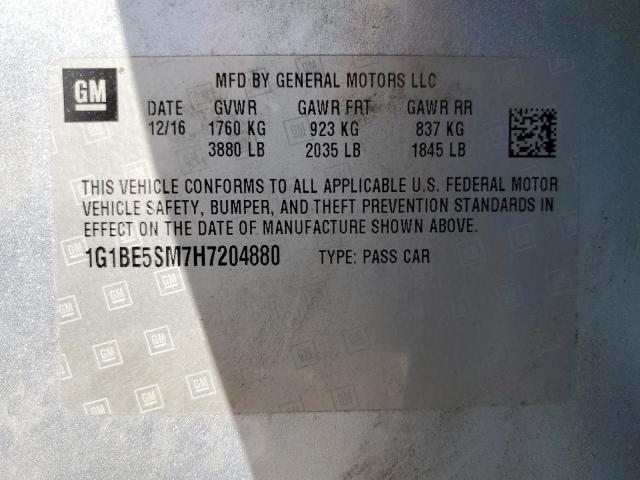 GM
MFD BY GENERAL MOTORS LLC
DATE GVWR GAWR FRT GAWR RR
12/16 1760 KG 923 KG 837 KG
3880 LB 2035 LB 1845 LB
THIS VEHICLE CONFORMS TO ALL APPLICABLE U.S. FEDERAL MOTOR
VEHICLE SAFETY, BUMPER, AND THEFT PREVENTION STANDARDS IN
EFFECT ON THE DATE OF MANUFACTURE SHOWN ABOVE.
1G1BE5SM7H7204880 TYPE: PASS CAR